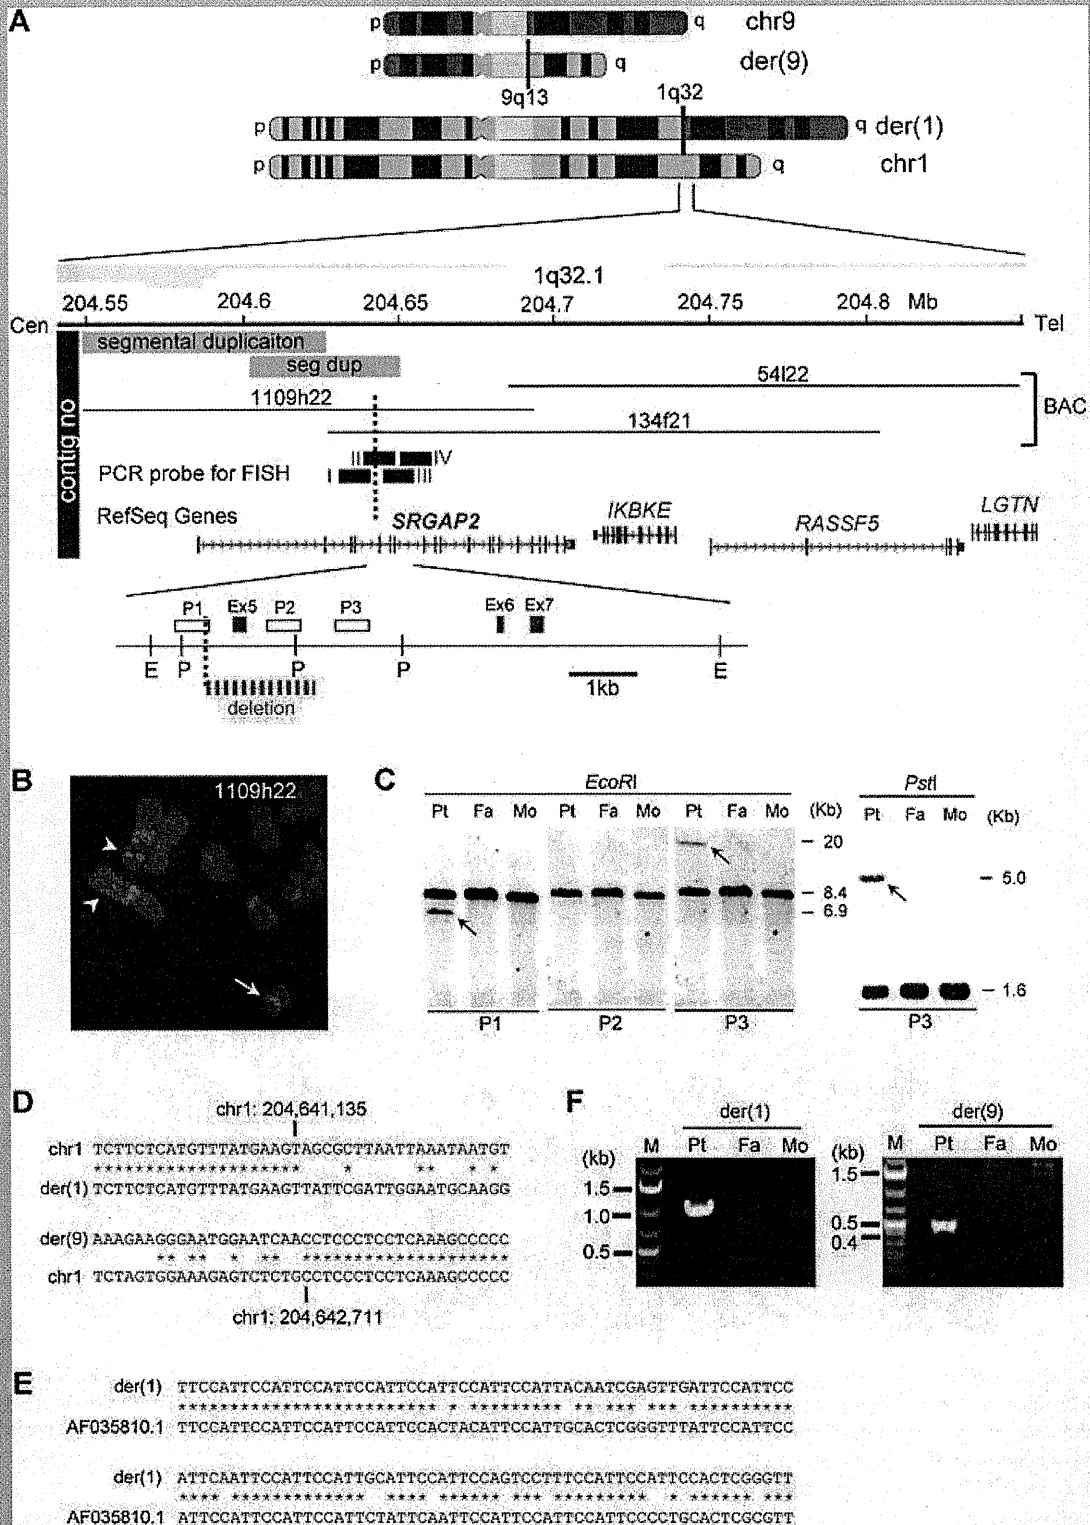 A
p q chr9
p q der(9)
9q13 1q32
p q der(1)
p q chr1
1q32.1
204.55 204.6 204.65 204.7 204.75 204.8 Mb
Cen Tel
contig no
segmental duplicaiton
seg dup
54I22
1109h22
BAC
134f21
II IV
PCR probe for FISH I III
RefSeq Genes SRGAP2 IKBKE RASSF5 LGTN
P1 Ex5 P2 P3 Ex6 Ex7
E P P P E
1kb
deletion
B
1109h22
C
EcoRI PstI
Pt Fa Mo Pt Fa Mo Pt Fa Mo (Kb) Pt Fa Mo (Kb)
20
8.4
6.9
5.0
1.6
P1 P2 P3 P3
D
chr1: 204,641,135
chr1 TCTTCTCATGTTTATGAAGTAGCGCTTAATTAAATAATGT
******************** * ** * *
der(1) TCTTCTCATGTTTATGAAGTTATTCGATTGGAATGCAAGG
der(9) AAAGAAGGGAATGGAATCAACCTCCCTCCTCAAAGCCCCC
** ** * ** ********************
chr1 TCTAGTGGAAAGAGTCTCTGCCTCCCTCCTCAAAGCCCCC
chr1: 204,642,711
F
der(1) der(9)
(kb) M Pt Fa Mo (kb) M Pt Fa Mo
1.5
1.0
0.5
1.5
0.5
0.4
E
der(1) TTCCATTCCATTCCATTCCATTCCATTCCATTCCATTACAATCGAGTTGATTCCATTCC
AF035810.1 TTCCATTCCATTCCATTCCATTGCACTACATTCCATTGCACTCGGGTTTATTCCATTCC
der(1) ATTCAATTCCATTCCATTGCATTCCATTCCAGTCCTTTCCATTCCATTCCACTCGGGTT
AF035810.1 ATTCCATTCCATTCCATTCTATTCAATTCCATTCCATTCCATTCCCCTGCACTCGCGTT